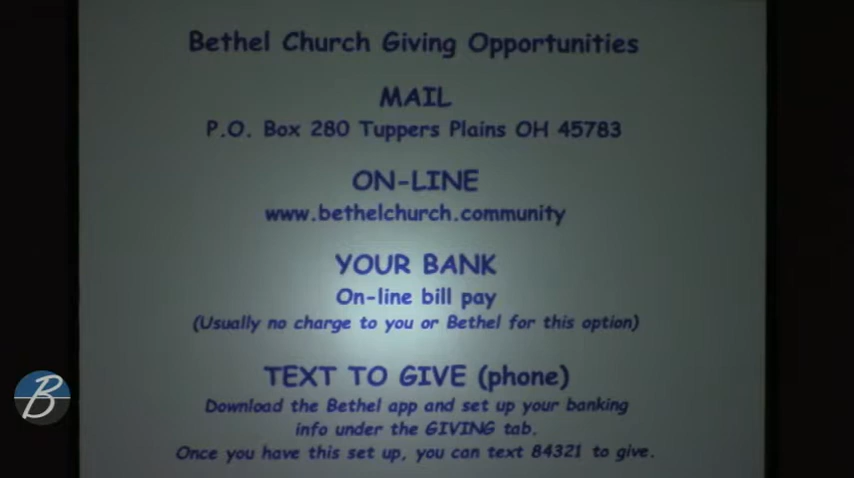 Bethel Church Giving Opportunities
MAIL
P.O. Box 280 Tuppers Plains OH 45783
ON-LINE
www.bethelchurch.community
YOUR BANK
On-line bill pay
(Usually no charge to you or Bethel for this option)
TEXT TO GIVE (phone)
Download the Bethel app and set up your banking
info under the GIVING tab.
Once you have this set up, you can text 84321 to give.
B